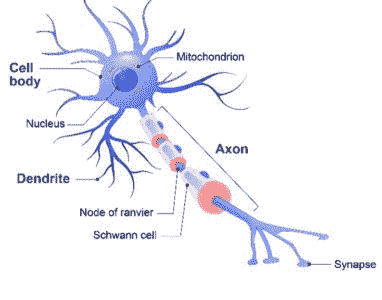 Mitochondrion
Cell
body
Nucleus
Axon
Dendrite
Node of ranvier
Schwann cell
Synapse